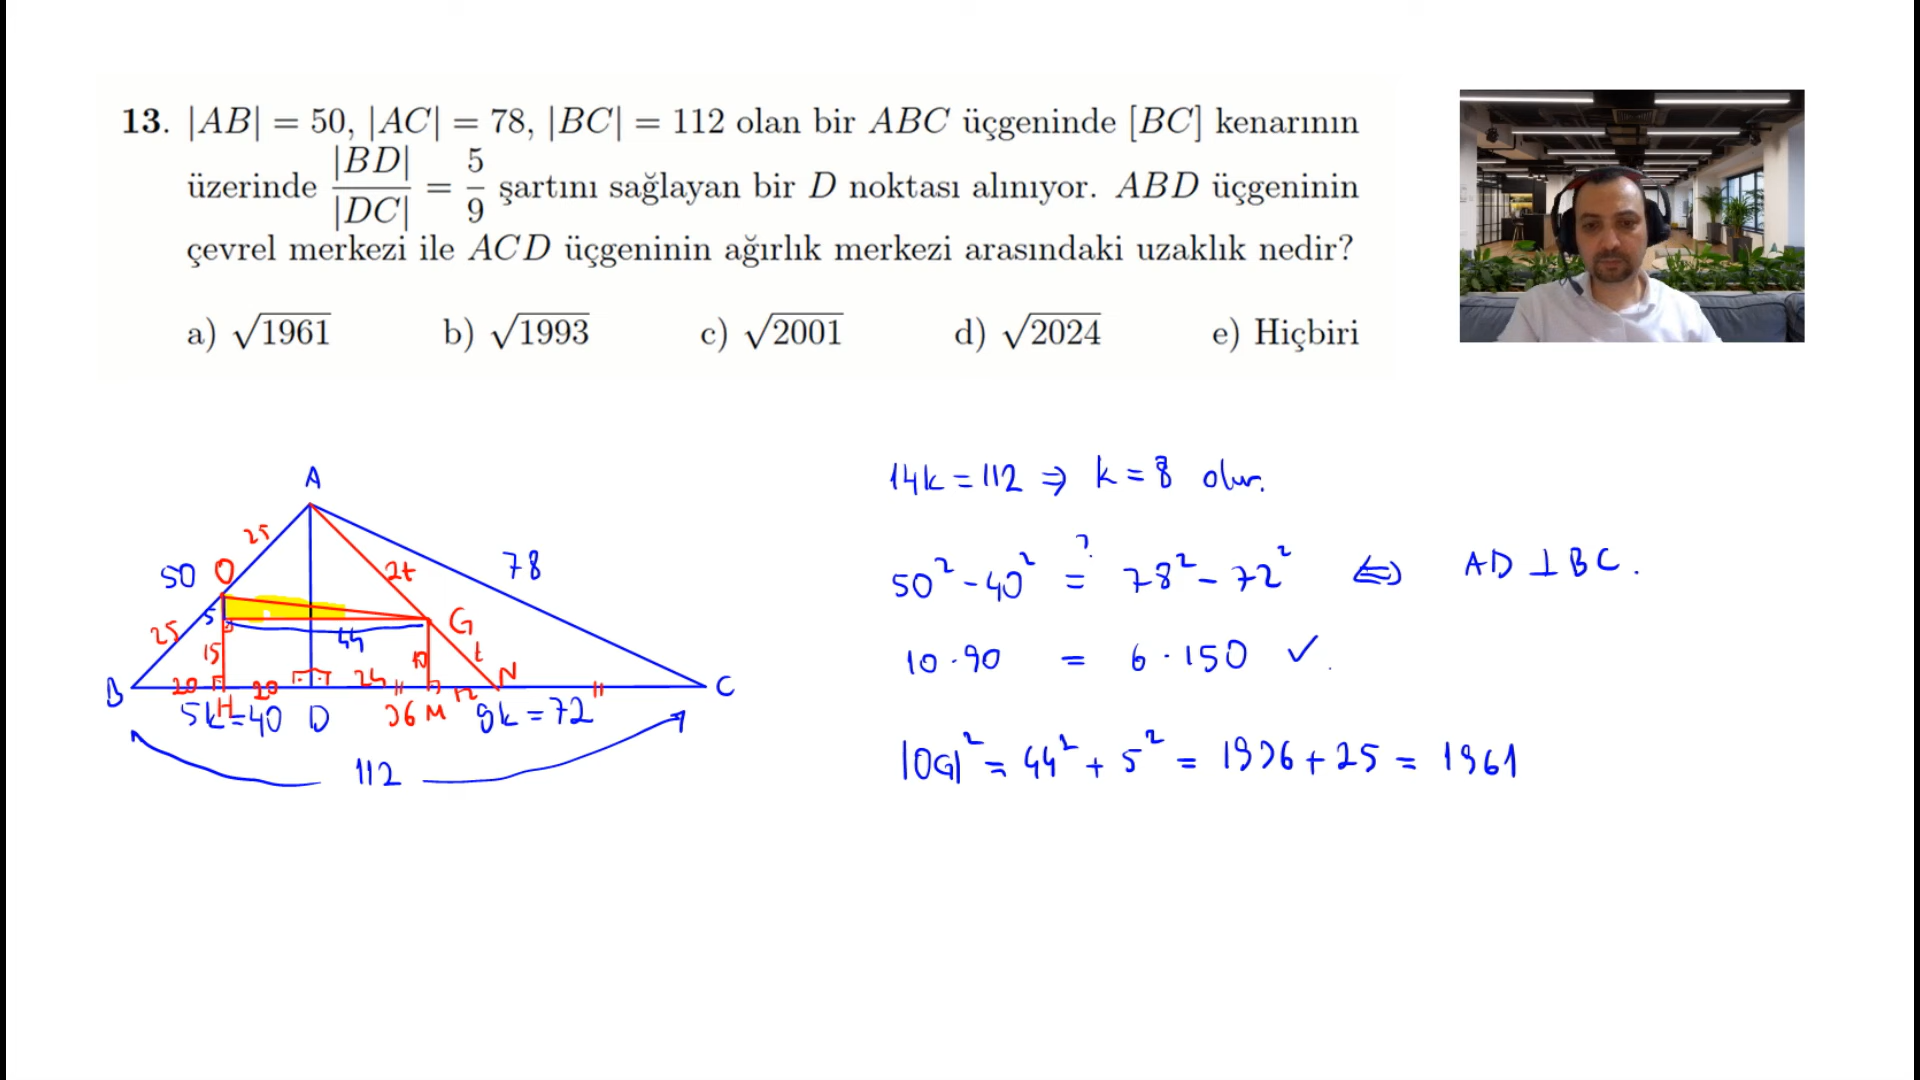 13. |AB| = 50, |AC| = 78, |BC| = 112 olan bir ABC üçgeninde [BC] kenarının
üzerinde |BD|/|DC| = 5/9 şartını sağlayan bir D noktası alınıyor. ABD üçgeninin
çevrel merkezi ile ACD üçgeninin ağırlık merkezi arasındaki uzaklık nedir?
a) √1961 b) √1993 c) √2001 d) √2024 e) Hiçbiri
A
25
50 O 2t 78
5 G
25 44
15 10 t N
B 20 20 24 12 C
5k=40 H D 36 M 9k=72
112
14k = 112 ⇒ k = 8 olur.
50² - 40² ?= 78² - 72² ⇔ AD ⊥ BC.
10·90 = 6·150 ✓.
|OG|² = 44² + 5² = 1936 + 25 = 1961